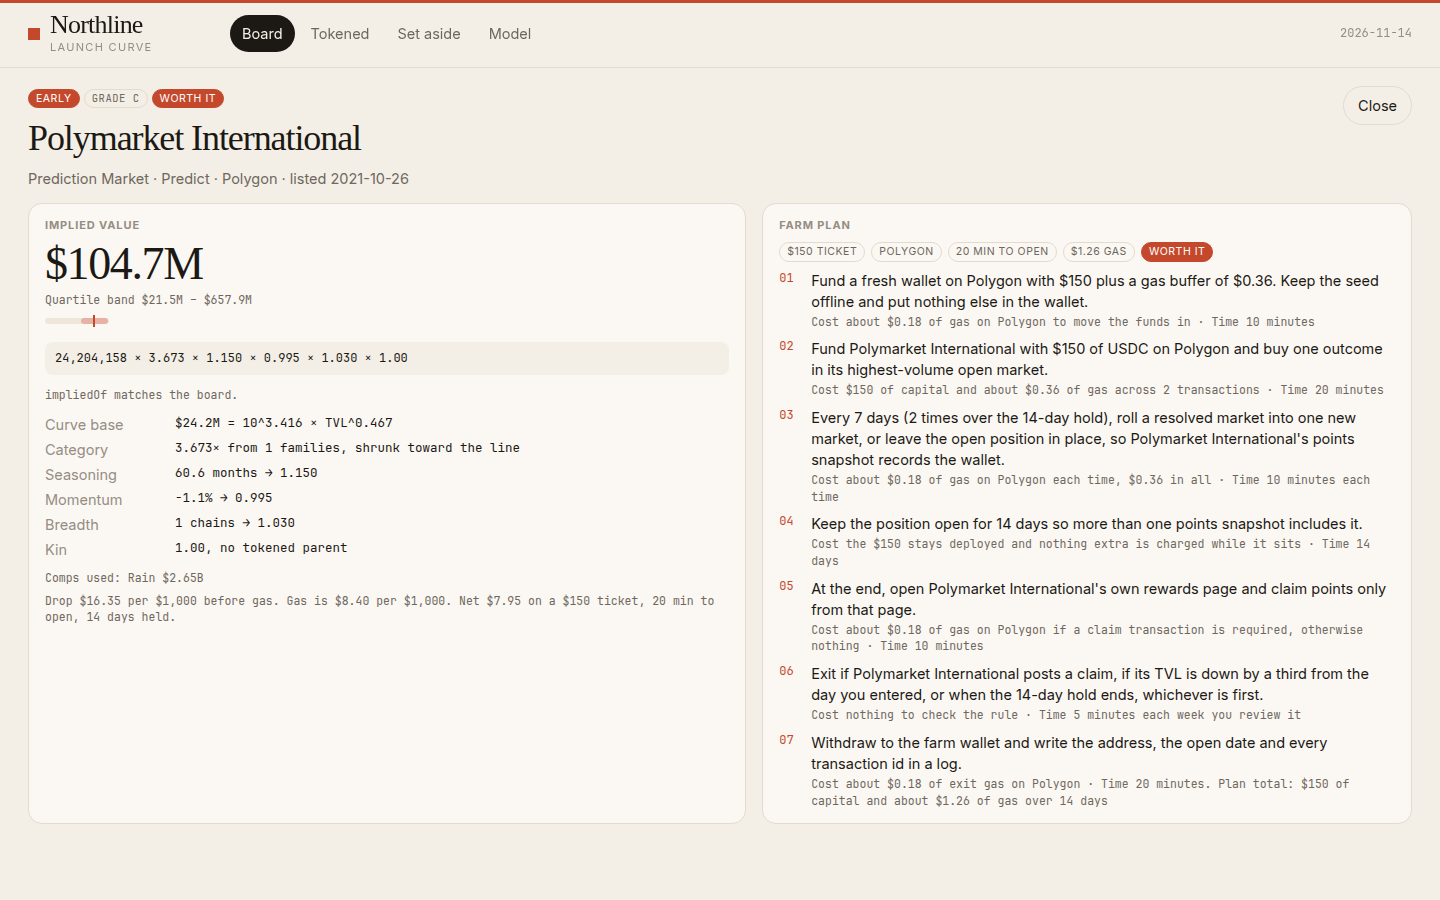 Northline
LAUNCH CURVE
Board
Tokened
Set aside
Model
2026-11-14
EARLY
GRADE C
WORTH IT
Close
Polymarket International
Prediction Market · Predict · Polygon · listed 2021-10-26
IMPLIED VALUE
$104.7M
Quartile band $21.5M – $657.9M
24,204,158 × 3.673 × 1.150 × 0.995 × 1.030 × 1.00
impliedOf matches the board.
Curve base $24.2M = 10^3.416 × TVL^0.467
Category 3.673× from 1 families, shrunk toward the line
Seasoning 60.6 months → 1.150
Momentum -1.1% → 0.995
Breadth 1 chains → 1.030
Kin 1.00, no tokened parent
Comps used: Rain $2.65B
Drop $16.35 per $1,000 before gas. Gas is $8.40 per $1,000. Net $7.95 on a $150 ticket, 20 min to
open, 14 days held.
FARM PLAN
$150 TICKET
POLYGON
20 MIN TO OPEN
$1.26 GAS
WORTH IT
01 Fund a fresh wallet on Polygon with $150 plus a gas buffer of $0.36. Keep the seed
offline and put nothing else in the wallet.
Cost about $0.18 of gas on Polygon to move the funds in · Time 10 minutes
02 Fund Polymarket International with $150 of USDC on Polygon and buy one outcome
in its highest-volume open market.
Cost $150 of capital and about $0.36 of gas across 2 transactions · Time 20 minutes
03 Every 7 days (2 times over the 14-day hold), roll a resolved market into one new
market, or leave the open position in place, so Polymarket International's points
snapshot records the wallet.
Cost about $0.18 of gas on Polygon each time, $0.36 in all · Time 10 minutes each
time
04 Keep the position open for 14 days so more than one points snapshot includes it.
Cost the $150 stays deployed and nothing extra is charged while it sits · Time 14
days
05 At the end, open Polymarket International's own rewards page and claim points only
from that page.
Cost about $0.18 of gas on Polygon if a claim transaction is required, otherwise
nothing · Time 10 minutes
06 Exit if Polymarket International posts a claim, if its TVL is down by a third from the
day you entered, or when the 14-day hold ends, whichever is first.
Cost nothing to check the rule · Time 5 minutes each week you review it
07 Withdraw to the farm wallet and write the address, the open date and every
transaction id in a log.
Cost about $0.18 of exit gas on Polygon · Time 20 minutes. Plan total: $150 of
capital and about $1.26 of gas over 14 days